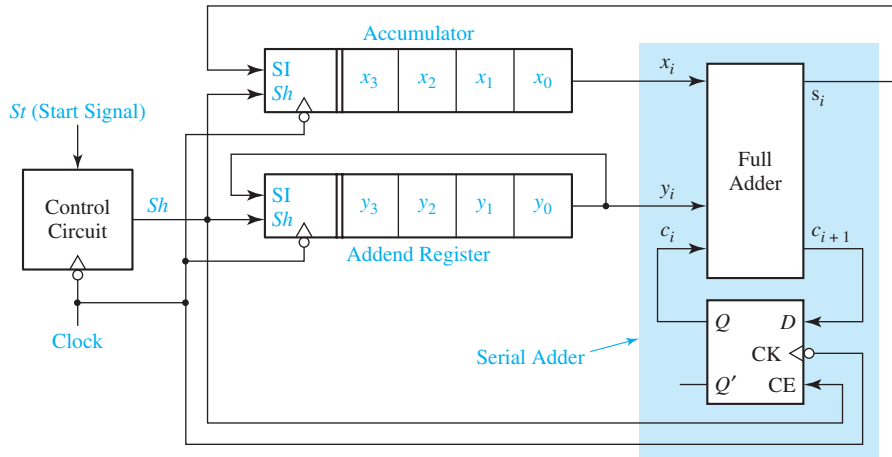 Accumulator
SI
Sh
x3 x2 x1 x0
xi
si
St (Start Signal)
Full Adder
Control Circuit
Sh
SI
Sh
y3 y2 y1 y0
yi
ci
ci + 1
Addend Register
Clock
Serial Adder
Q
D
CK
Q′
CE